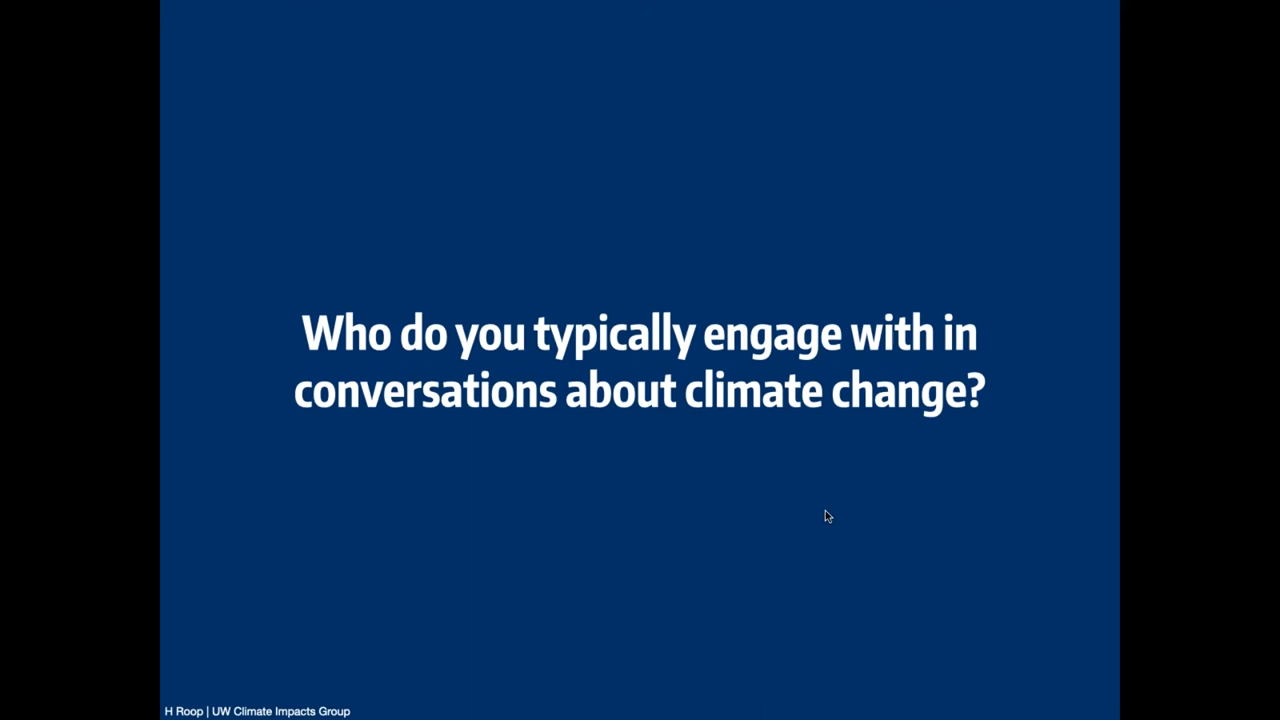 Who do you typically engage with in
conversations about climate change?
H Roop | UW Climate Impacts Group